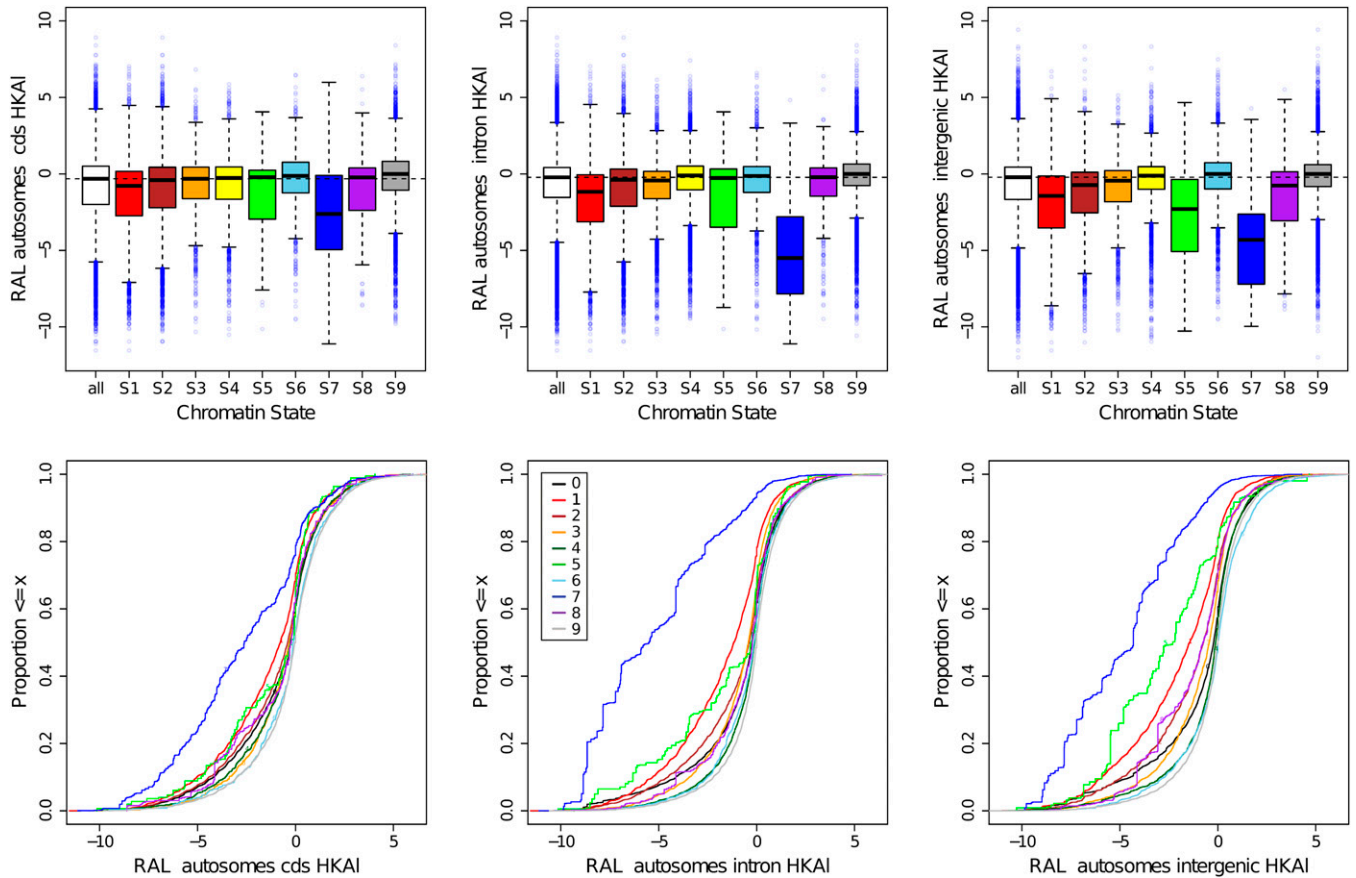 RAL autosomes cds HKAl
10
5
0
−5
−10
all S1 S2 S3 S4 S5 S6 S7 S8 S9
Chromatin State
RAL autosomes intron HKAl
10
5
0
−5
−10
all S1 S2 S3 S4 S5 S6 S7 S8 S9
Chromatin State
RAL autosomes intergenic HKAl
10
5
0
−5
−10
all S1 S2 S3 S4 S5 S6 S7 S8 S9
Chromatin State
Proportion <=x
1.0
0.8
0.6
0.4
0.2
0.0
−10 −5 0 5
RAL autosomes cds HKAl
Proportion <=x
1.0
0.8
0.6
0.4
0.2
0.0
0
1
2
3
4
5
6
7
8
9
−10 −5 0 5
RAL autosomes intron HKAl
Proportion <=x
1.0
0.8
0.6
0.4
0.2
0.0
−10 −5 0 5
RAL autosomes intergenic HKAl